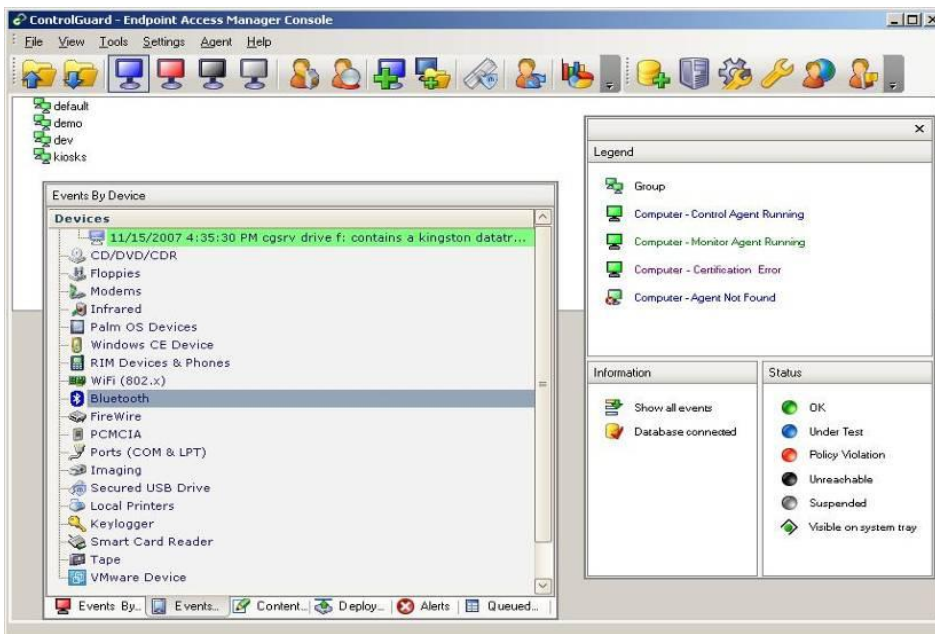 ControlGuard - Endpoint Access Manager Console
File View Tools Settings Agent Help
default
demo
dev
kiosks
Events By Device
Devices
11/15/2007 4:35:30 PM cgsrv drive f: contains a kingston datatr...
CD/DVD/CDR
Floppies
Modems
Infrared
Palm OS Devices
Windows CE Device
RIM Devices & Phones
WiFi (802.x)
Bluetooth
FireWire
PCMCIA
Ports (COM & LPT)
Imaging
Secured USB Drive
Local Printers
Keylogger
Smart Card Reader
Tape
VMware Device
Events By... Events... Content... Deploy... Alerts Queued...
Legend
Group
Computer - Control Agent Running
Computer - Monitor Agent Running
Computer - Certification Error
Computer - Agent Not Found
Information
Show all events
Database connected
Status
OK
Under Test
Policy Violation
Unreachable
Suspended
Visible on system tray